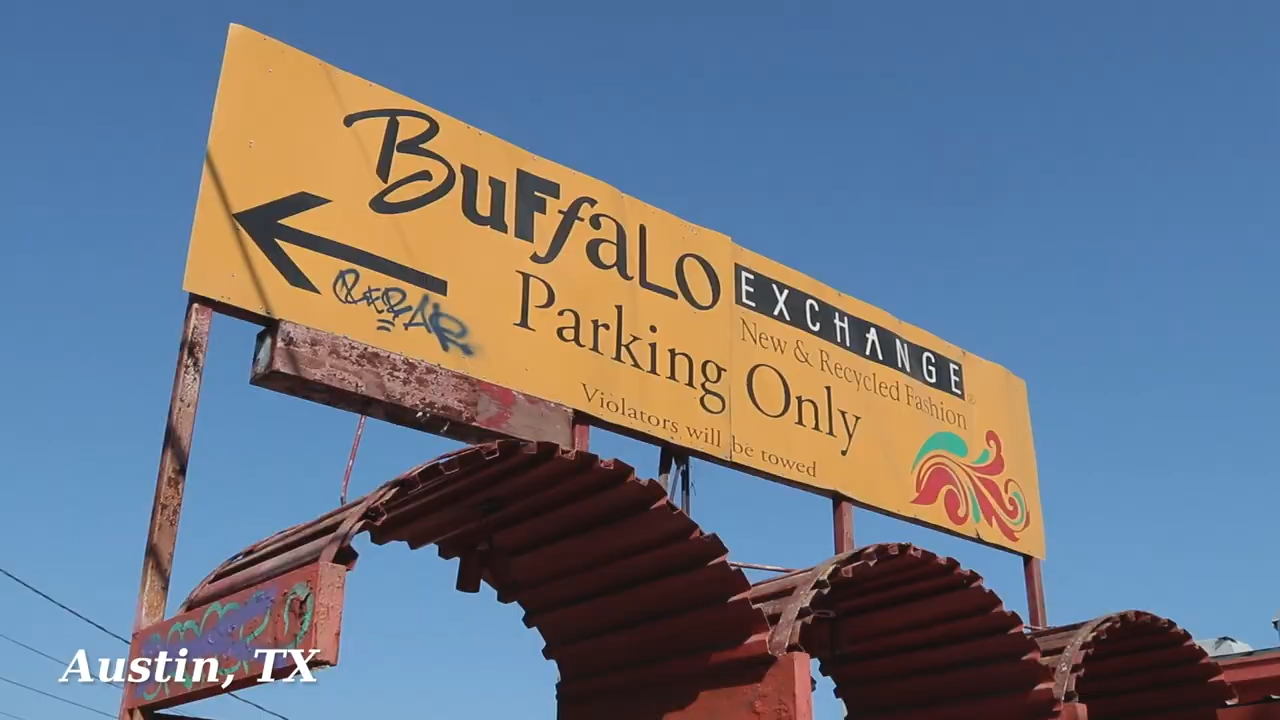 BuFfaLO EXCHANGE®
New & Recycled Fashion
Parking Only
Violators will be towed
Austin, TX